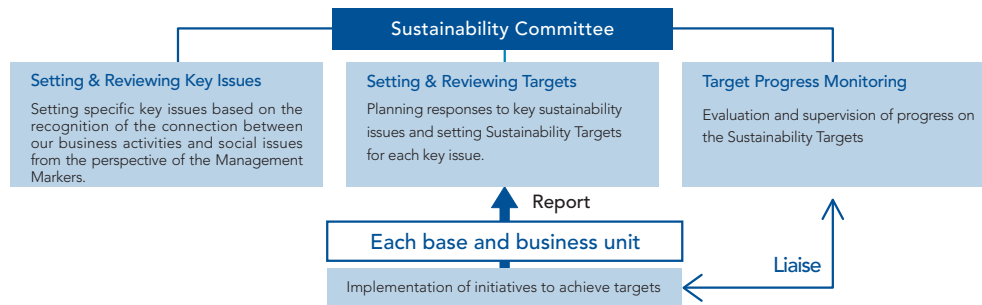 Sustainability Committee
Setting & Reviewing Key Issues
Setting specific key issues based on the
recognition of the connection between
our business activities and social issues
from the perspective of the Management
Markers.
Setting & Reviewing Targets
Planning responses to key sustainability
issues and setting Sustainability Targets
for each key issue.
Target Progress Monitoring
Evaluation and supervision of progress on
the Sustainability Targets
Report
Each base and business unit
Liaise
Implementation of initiatives to achieve targets